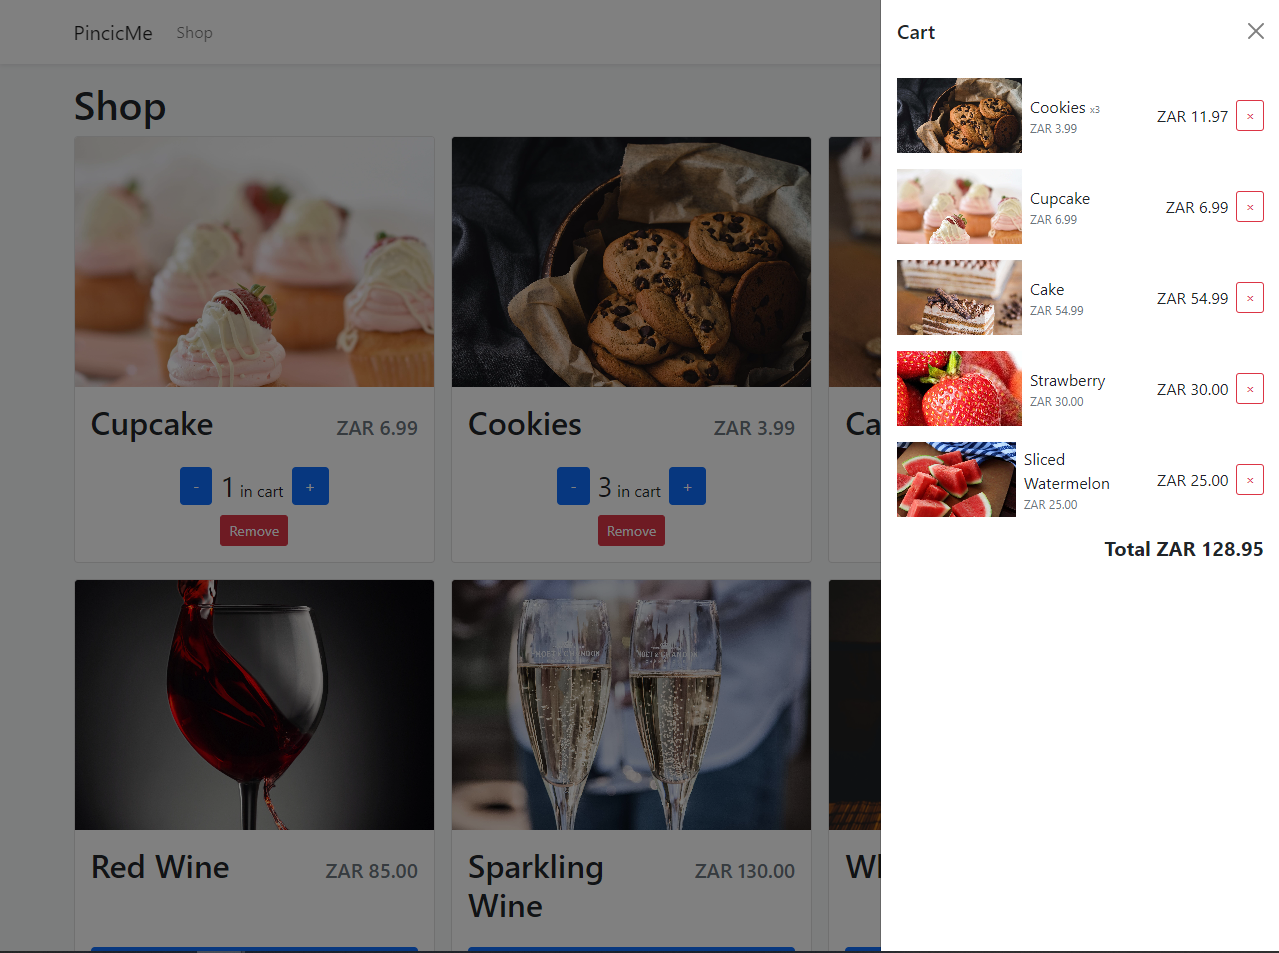 PincicMe
Shop
Shop
Cupcake
ZAR 6.99
-
1 in cart
+
Remove
Cookies
ZAR 3.99
-
3 in cart
+
Remove
Ca
Red Wine
ZAR 85.00
Sparkling
Wine
ZAR 130.00
Wh
Cart
Cookies x3
ZAR 3.99
ZAR 11.97
×
Cupcake
ZAR 6.99
ZAR 6.99
×
Cake
ZAR 54.99
ZAR 54.99
×
Strawberry
ZAR 30.00
ZAR 30.00
×
Sliced
Watermelon
ZAR 25.00
ZAR 25.00
×
Total ZAR 128.95